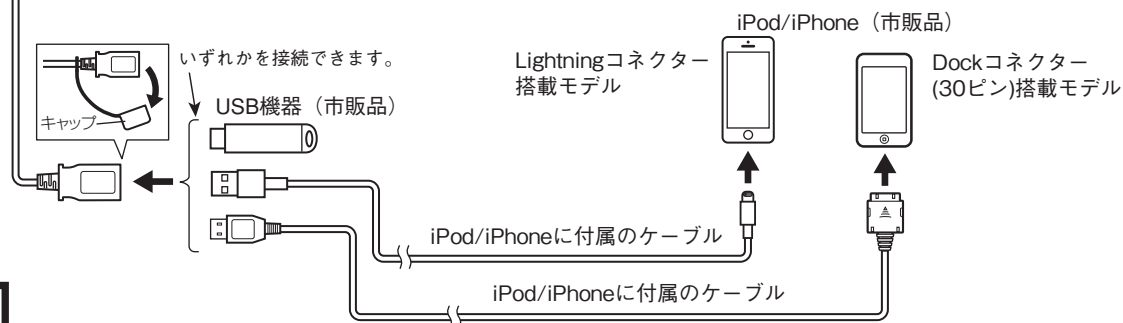 iPod/iPhone（市販品）
Lightningコネクター
搭載モデル
Dockコネクター
(30ピン)搭載モデル
いずれかを接続できます。
USB機器（市販品）
キャップ
iPod/iPhoneに付属のケーブル
iPod/iPhoneに付属のケーブル